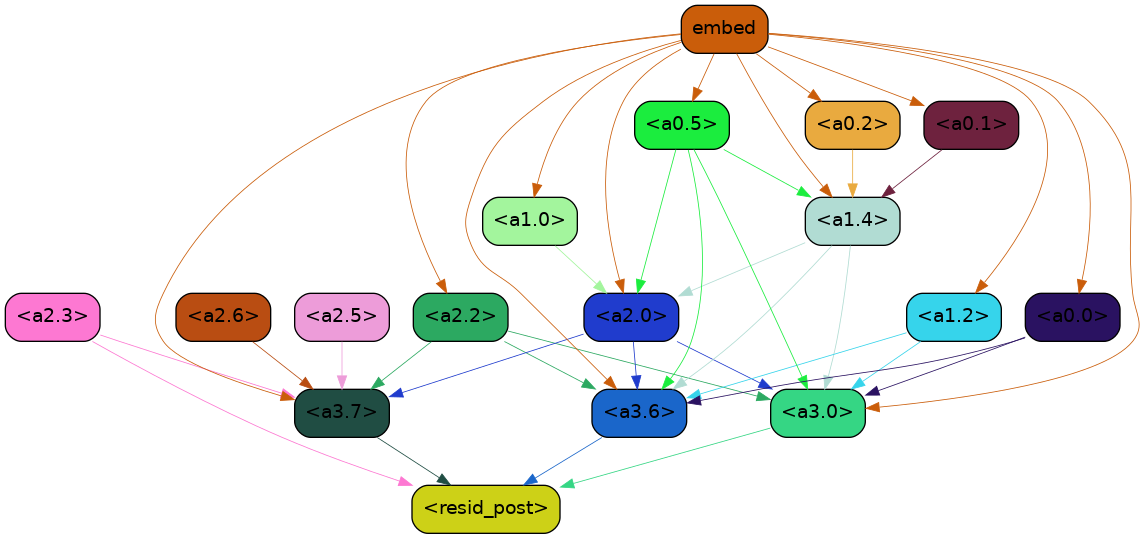 embed
<a0.5>
<a0.2>
<a0.1>
<a1.0>
<a1.4>
<a2.3>
<a2.6>
<a2.5>
<a2.2>
<a2.0>
<a1.2>
<a0.0>
<a3.7>
<a3.6>
<a3.0>
<resid_post>